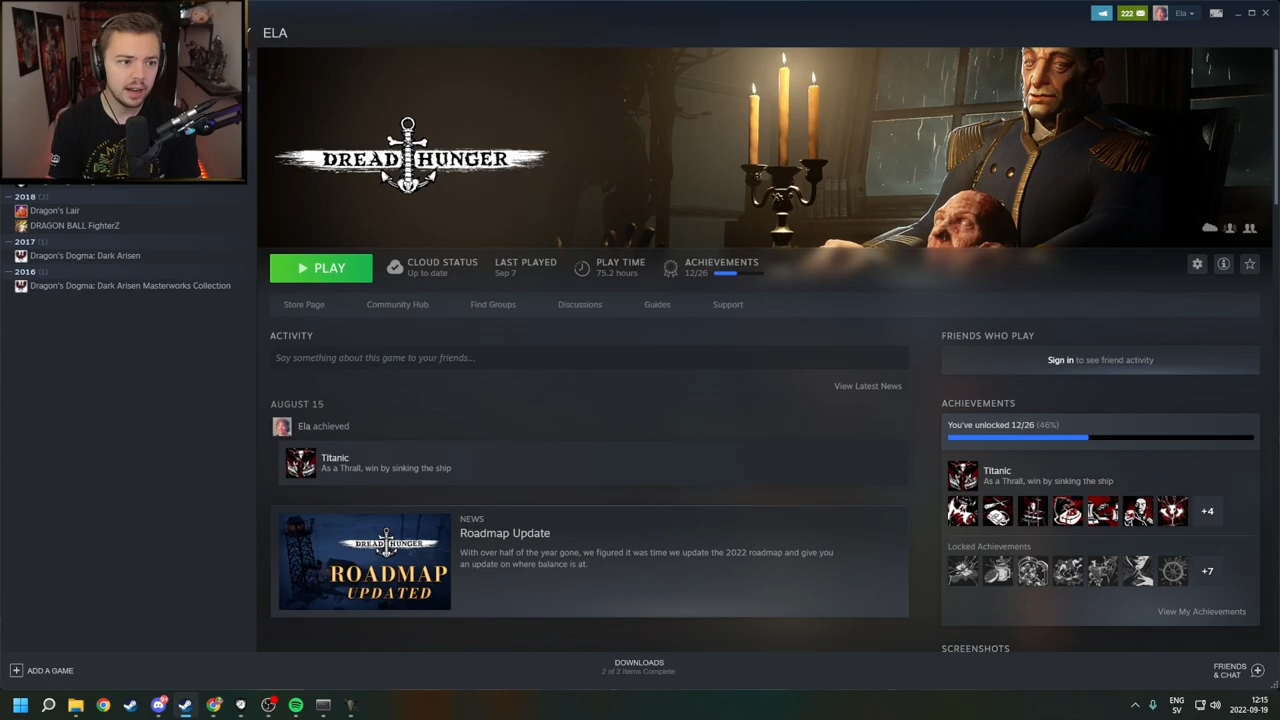 222
Ela
ELA
DREAD HUNGER
2018 (2)
Dragon's Lair
DRAGON BALL FighterZ
2017 (1)
Dragon's Dogma: Dark Arisen
2016 (1)
Dragon's Dogma: Dark Arisen Masterworks Collection
PLAY
CLOUD STATUS
Up to date
LAST PLAYED
Sep 7
PLAY TIME
75.2 hours
ACHIEVEMENTS
12/26
Store Page
Community Hub
Find Groups
Discussions
Guides
Support
ACTIVITY
Say something about this game to your friends...
View Latest News
AUGUST 15
Ela achieved
Titanic
As a Thrall, win by sinking the ship
DREAD HUNGER
ROADMAP
UPDATED
NEWS
Roadmap Update
With over half of the year gone, we figured it was time we update the 2022 roadmap and give you
an update on where balance is at.
FRIENDS WHO PLAY
Sign in to see friend activity
ACHIEVEMENTS
You've unlocked 12/26 (46%)
Titanic
As a Thrall, win by sinking the ship
+4
Locked Achievements
+7
View My Achievements
SCREENSHOTS
ADD A GAME
DOWNLOADS
2 of 2 Items Complete
FRIENDS
& CHAT
ENG
SV
12:15
2022-09-19